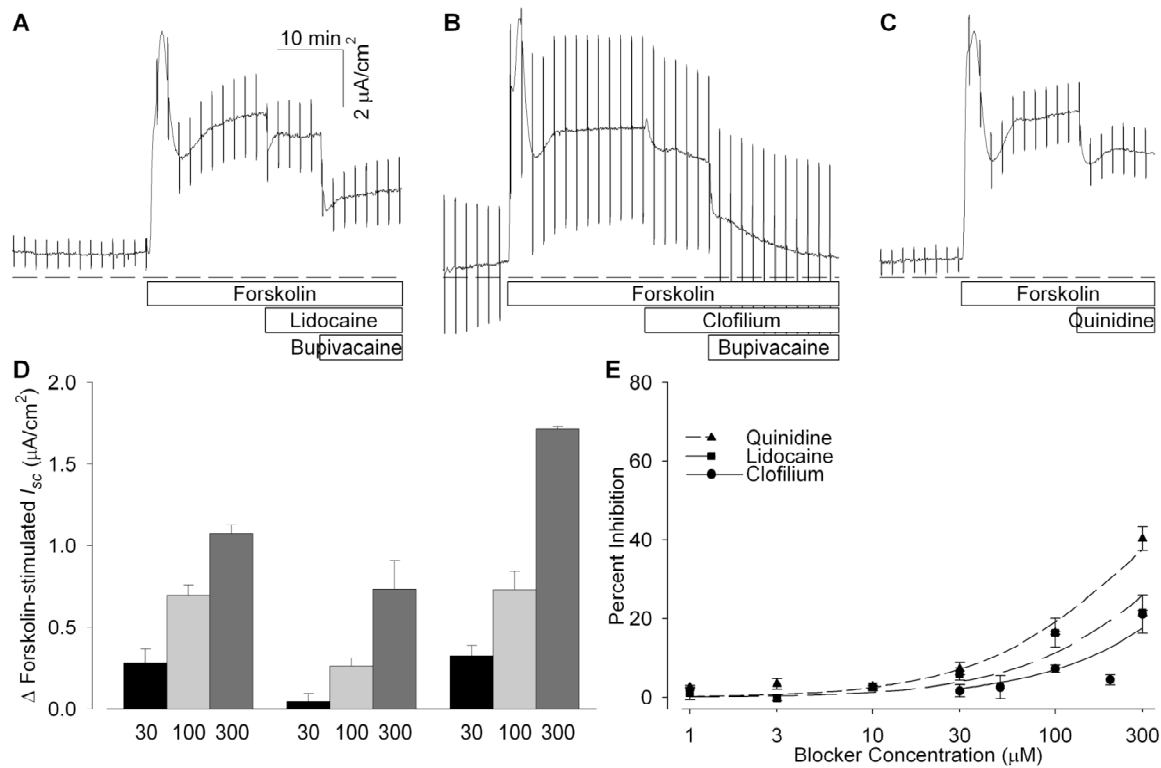 A
10 min
2 μA/cm²
Forskolin
Lidocaine
Bupivacaine
B
Forskolin
Clofilium
Bupivacaine
C
Forskolin
Quinidine
D
Δ Forskolin-stimulated Isc (μA/cm²)
2.0
1.5
1.0
0.5
0.0
30 100 300 30 100 300 30 100 300
E
Percent Inhibition
80
60
40
20
0
Quinidine
Lidocaine
Clofilium
1 3 10 30 100 300
Blocker Concentration (μM)